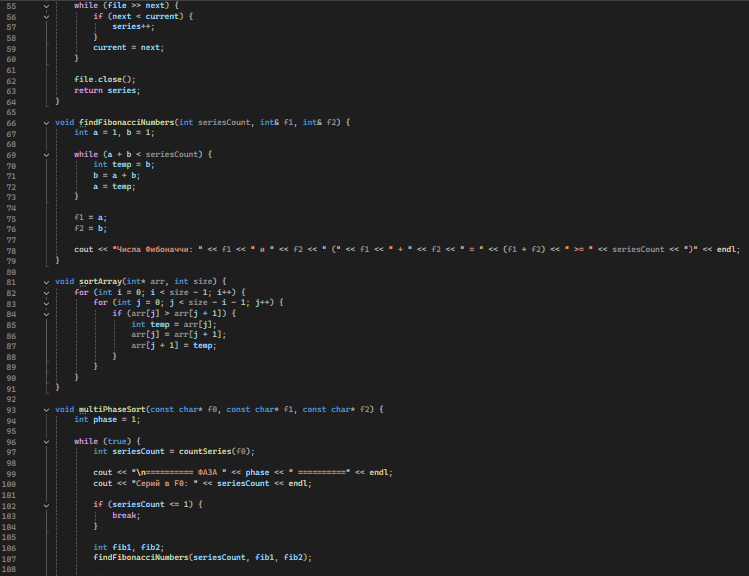 55 while (file >> next) {
56 if (next < current) {
57 series++;
58 }
59 current = next;
60 }
61
62 file.close();
63 return series;
64 }
65
66 void findFibonacciNumbers(int seriesCount, int& f1, int& f2) {
67 int a = 1, b = 1;
68
69 while (a + b < seriesCount) {
70 int temp = b;
71 b = a + b;
72 a = temp;
73 }
74
75 f1 = a;
76 f2 = b;
77
78 cout << "Числа Фибоначчи: " << f1 << " и " << f2 << " (" << f1 << " + " << f2 << " = " << (f1 + f2) << " >= " << seriesCount << ")" << endl;
79 }
80
81 void sortArray(int* arr, int size) {
82 for (int i = 0; i < size - 1; i++) {
83 for (int j = 0; j < size - i - 1; j++) {
84 if (arr[j] > arr[j + 1]) {
85 int temp = arr[j];
86 arr[j] = arr[j + 1];
87 arr[j + 1] = temp;
88 }
89 }
90 }
91 }
92
93 void multiPhaseSort(const char* f0, const char* f1, const char* f2) {
94 int phase = 1;
95
96 while (true) {
97 int seriesCount = countSeries(f0);
98
99 cout << "\n========== ФАЗА " << phase << " ==========" << endl;
100 cout << "Серий в F0: " << seriesCount << endl;
101
102 if (seriesCount <= 1) {
103 break;
104 }
105
106 int fib1, fib2;
107 findFibonacciNumbers(seriesCount, fib1, fib2);
108